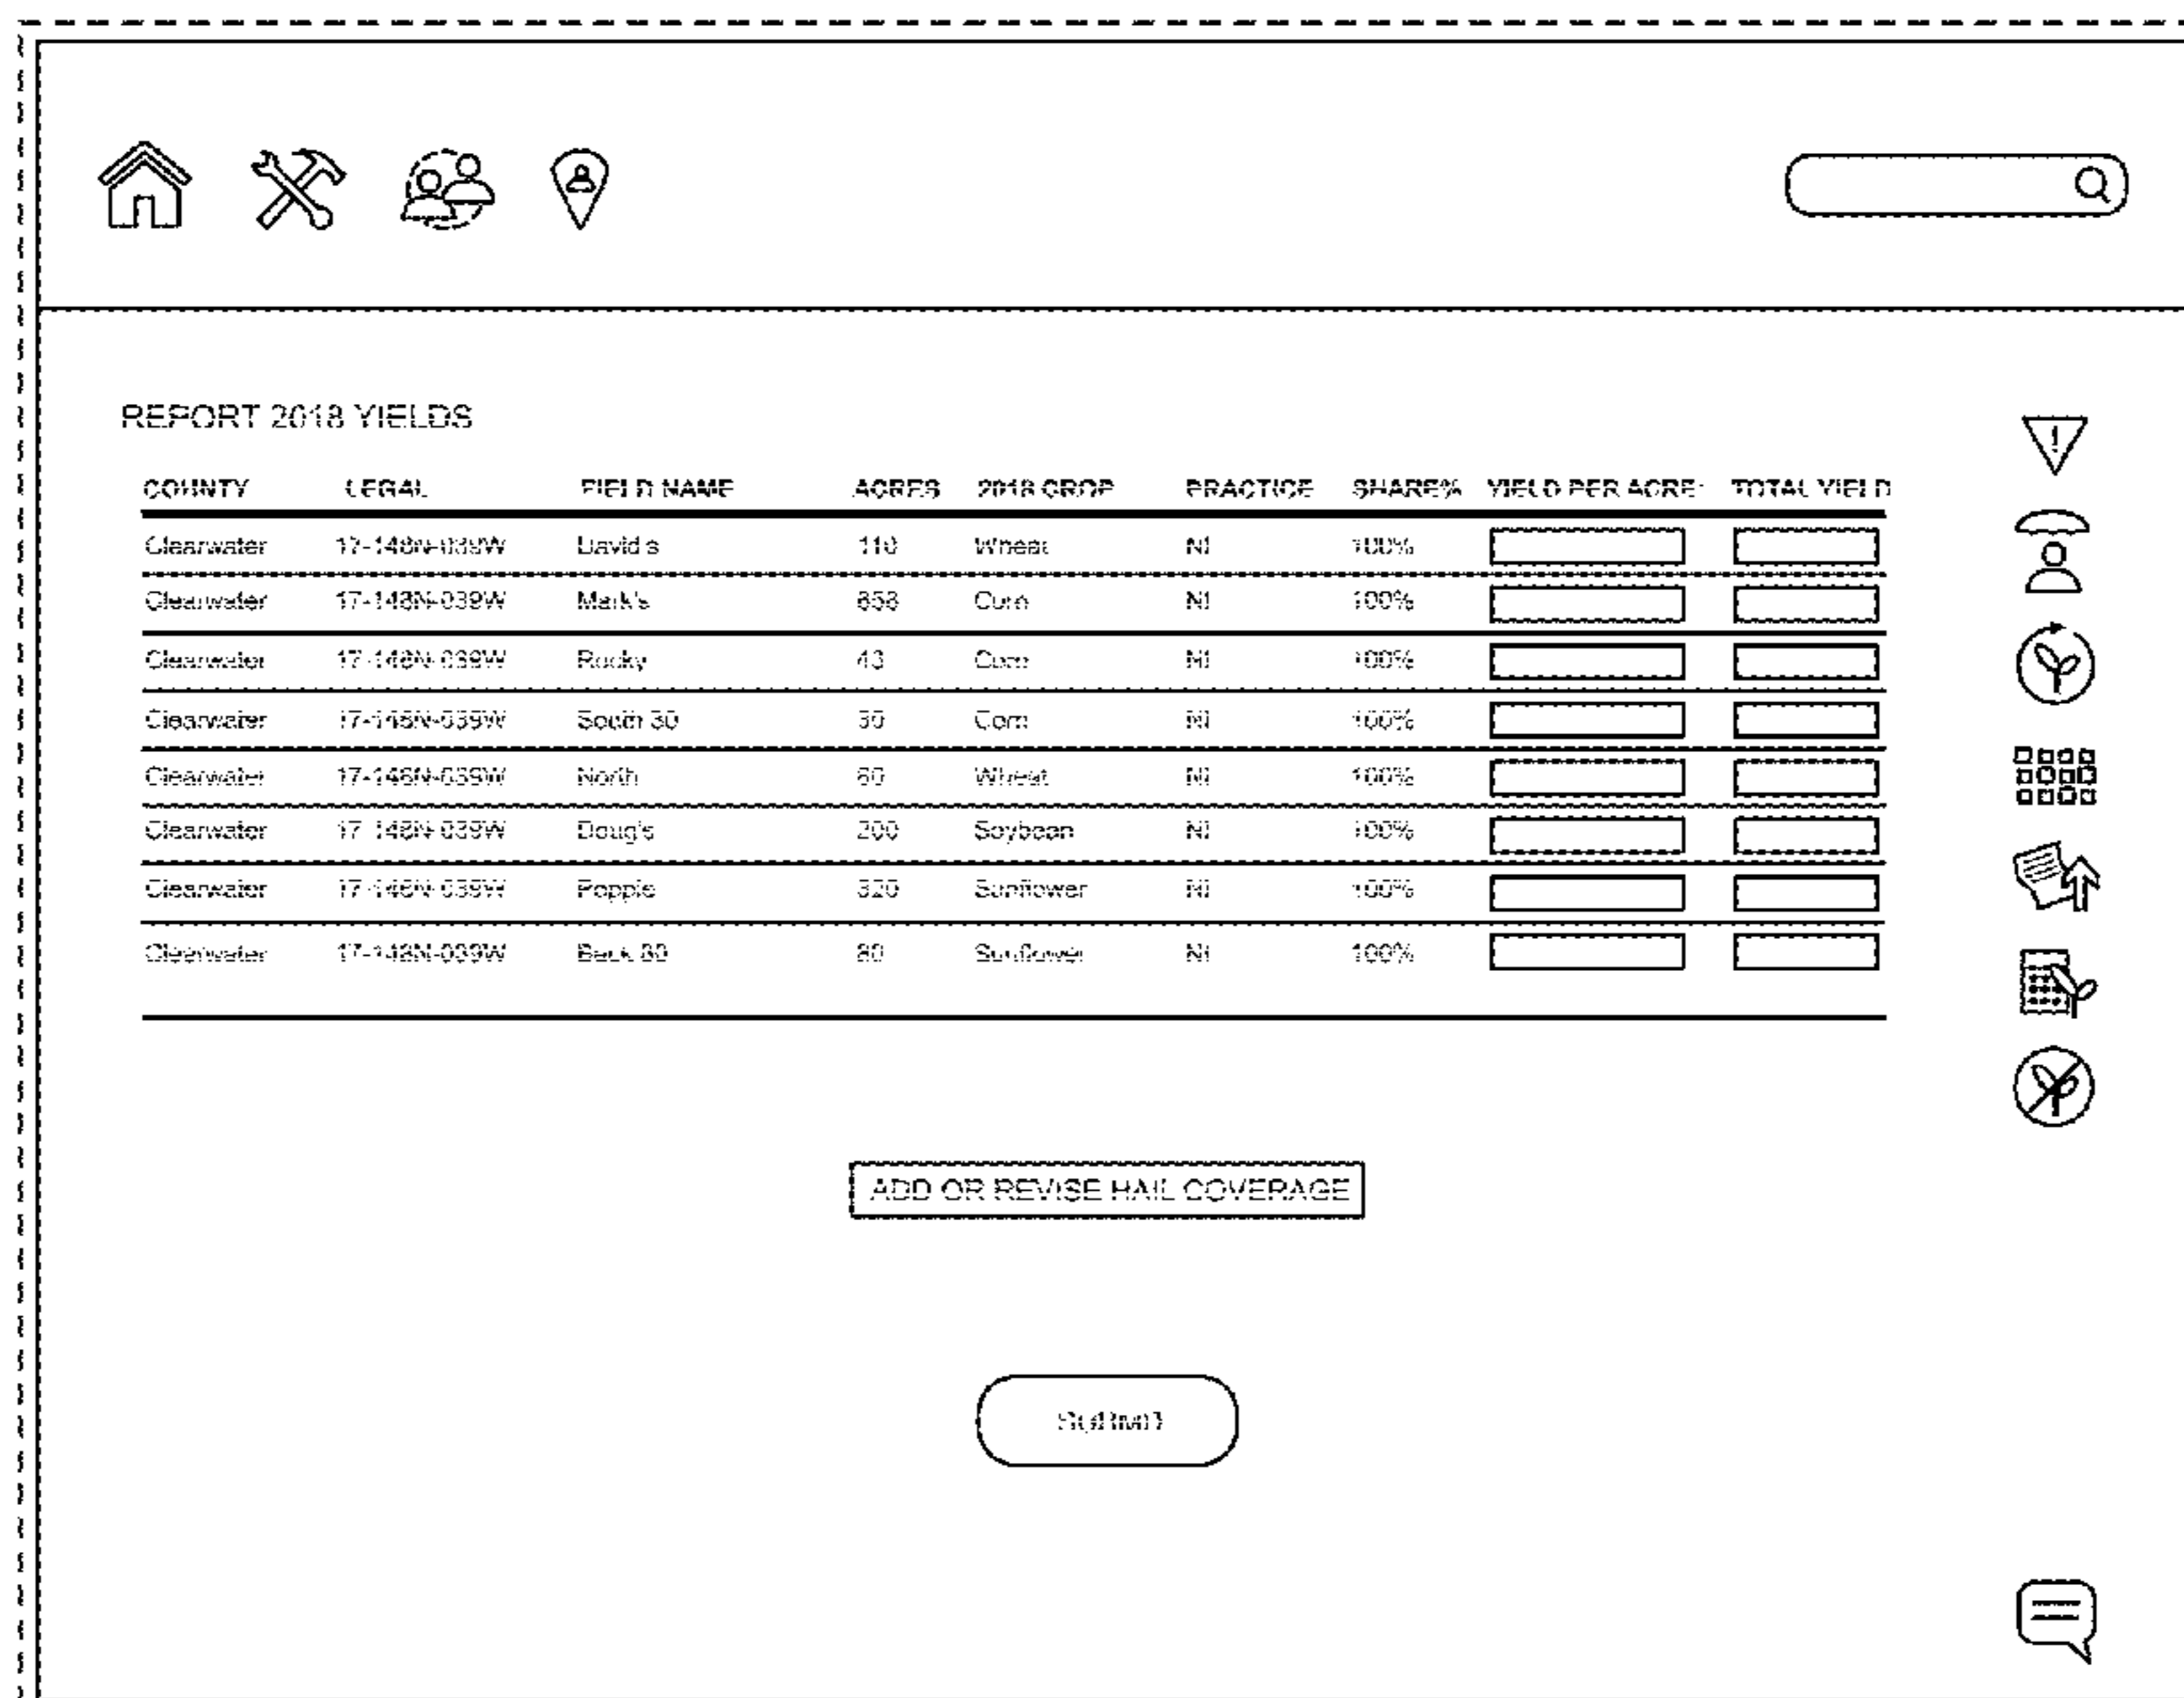 REPORT 2018 YIELDS
COUNTY LEGAL FIELD NAME ACRES 2018 CROP PRACTICE SHARE% YIELD PER ACRE TOTAL YIELD
Clearwater 17-148N-039W David's 110 Wheat NI 100%
Clearwater 17-148N-039W Mark's Corn NI 100%
Clearwater 17-148N-039W Rocky 43 Corn NI 100%
Clearwater 17-148N-039W South 30 30 Corn NI 100%
Clearwater 17-148N-039W North Wheat NI 100%
Clearwater 17-148N-039W Doug's 200 Soybean NI 100%
Clearwater 17-148N-039W Popple 320 Sunflower NI 100%
Clearwater 17-148N-039W Back 80 80 Sunflower NI 100%
ADD OR REVISE HAIL COVERAGE
SUBMIT